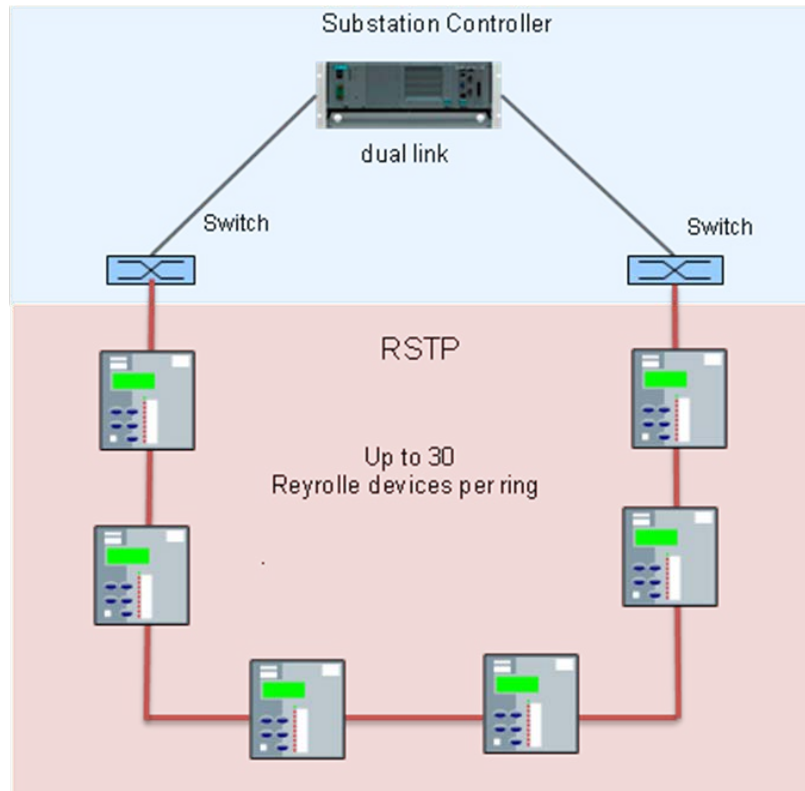 Substation Controller
dual link
Switch
Switch
RSTP
Up to 30
Reyrolle devices per ring